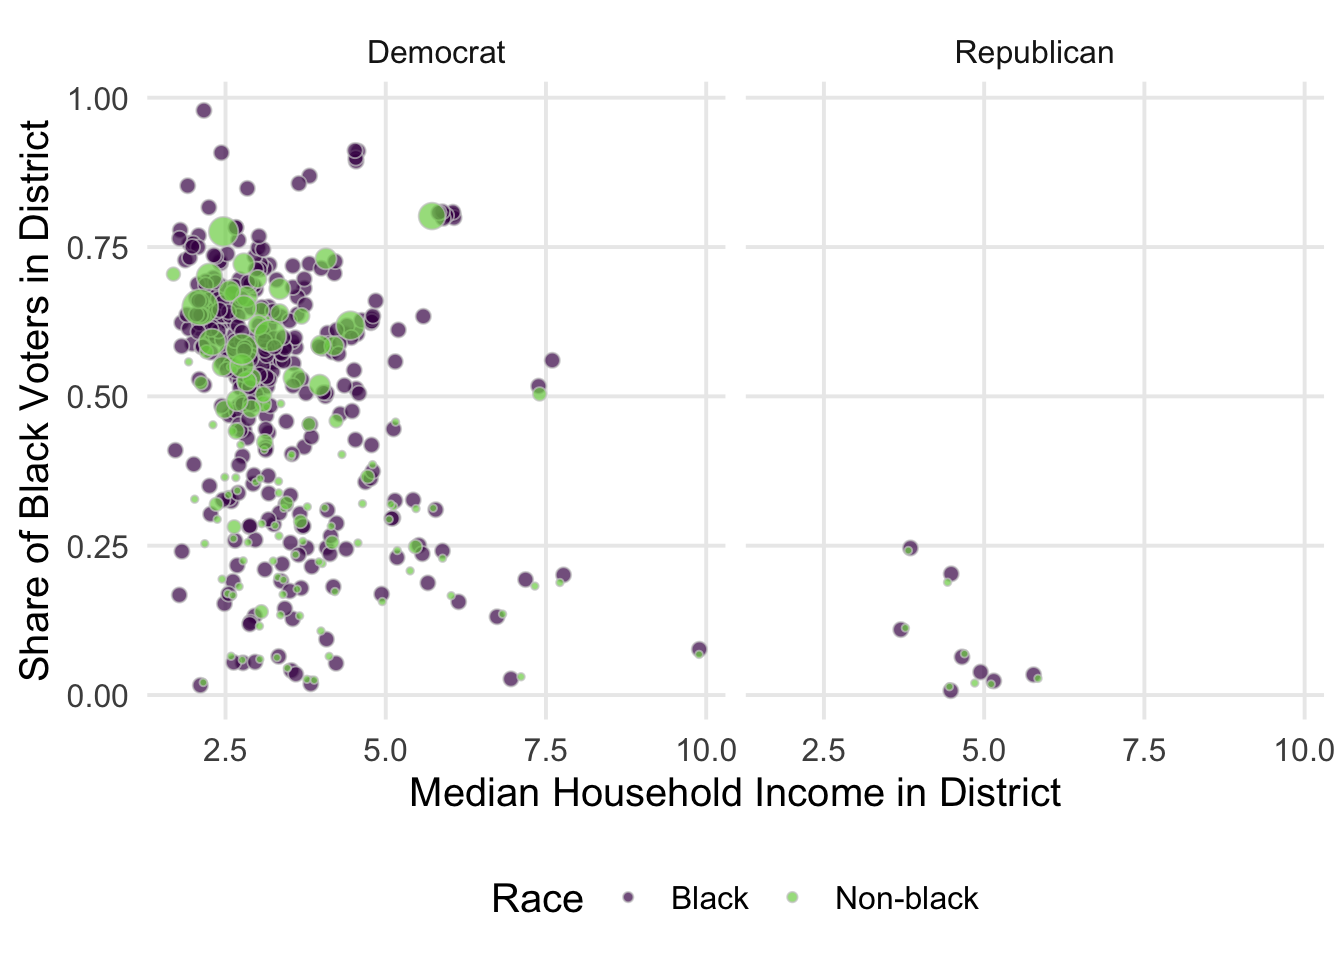 Democrat
Republican
Share of Black Voters in District
1.00
0.75
0.50
0.25
0.00
2.5 5.0 7.5 10.0 2.5 5.0 7.5 10.0
Median Household Income in District
Race Black Non-black